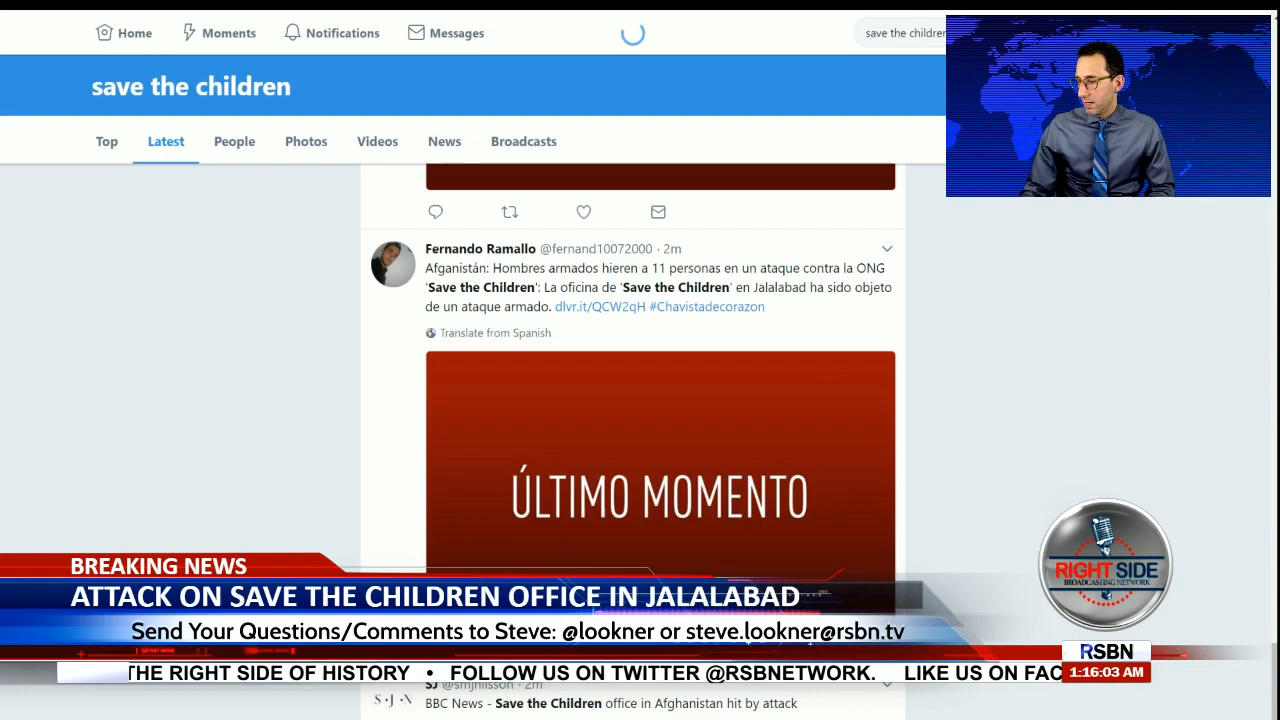 Home
Moments
Notifications
Messages
save the children
save the children
Top
Latest
People
Photos
Videos
News
Broadcasts
Fernando Ramallo @fernand10072000 · 2m
Afganistán: Hombres armados hieren a 11 personas en un ataque contra la ONG
'Save the Children': La oficina de 'Save the Children' en Jalalabad ha sido objeto
de un ataque armado. dlvr.it/QCW2qH #Chavistadecorazon
Translate from Spanish
ÚLTIMO MOMENTO
BREAKING NEWS
ATTACK ON SAVE THE CHILDREN OFFICE IN JALALABAD
Send Your Questions/Comments to Steve: @lookner or steve.lookner@rsbn.tv
RIGHT SIDE
BROADCASTING NETWORK
RSBN
1:16:03 AM
THE RIGHT SIDE OF HISTORY • FOLLOW US ON TWITTER @RSBNETWORK. LIKE US ON FAC
SJ @smjnilsson · 2m
S·J·N
BBC News - Save the Children office in Afghanistan hit by attack